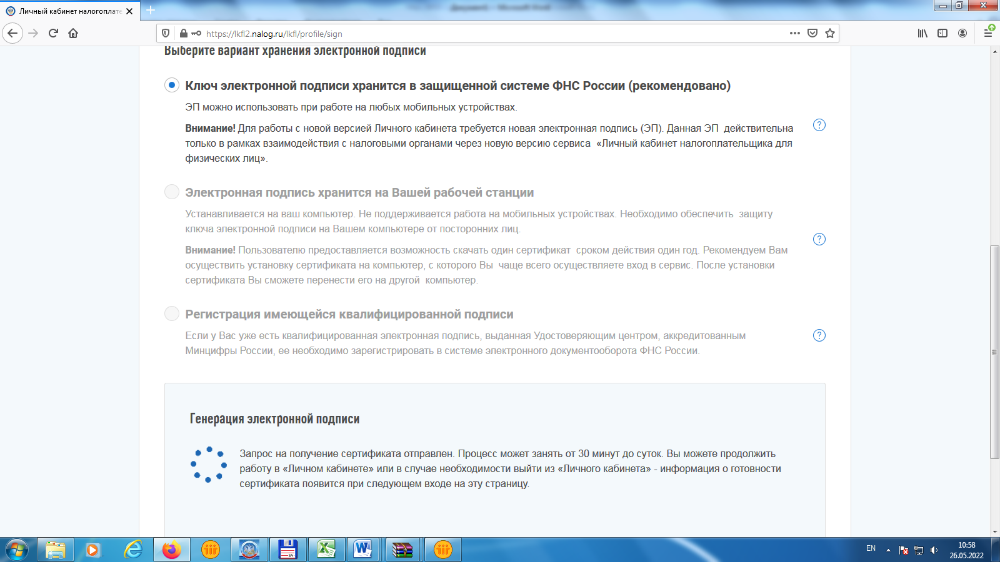 Личный кабинет налогоплате
https://lkfl2.nalog.ru/lkfl/profile/sign
Выберите вариант хранения электронной подписи
Ключ электронной подписи хранится в защищенной системе ФНС России (рекомендовано)
ЭП можно использовать при работе на любых мобильных устройствах.
Внимание! Для работы с новой версией Личного кабинета требуется новая электронная подпись (ЭП). Данная ЭП действительна
только в рамках взаимодействия с налоговыми органами через новую версию сервиса «Личный кабинет налогоплательщика для
физических лиц».
Электронная подпись хранится на Вашей рабочей станции
Устанавливается на ваш компьютер. Не поддерживается работа на мобильных устройствах. Необходимо обеспечить защиту
ключа электронной подписи на Вашем компьютере от посторонних лиц.
Внимание! Пользователю предоставляется возможность скачать один сертификат сроком действия один год. Рекомендуем Вам
осуществить установку сертификата на компьютер, с которого Вы чаще всего осуществляете вход в сервис. После установки
сертификата Вы сможете перенести его на другой компьютер.
Регистрация имеющейся квалифицированной подписи
Если у Вас уже есть квалифицированная электронная подпись, выданная Удостоверяющим центром, аккредитованным
Минцифры России, ее необходимо зарегистрировать в системе электронного документооборота ФНС России.
Генерация электронной подписи
Запрос на получение сертификата отправлен. Процесс может занять от 30 минут до суток. Вы можете продолжить
работу в «Личном кабинете» или в случае необходимости выйти из «Личного кабинета» - информация о готовности
сертификата появится при следующем входе на эту страницу.
EN
10:58
26.05.2022